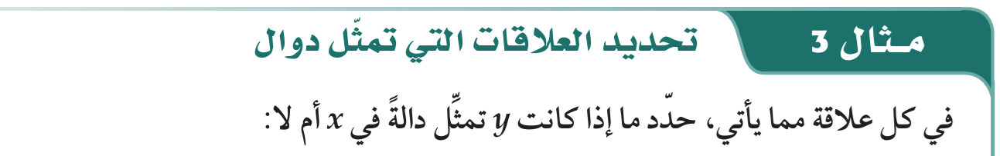 مثال 3 تحديد العلاقات التي تمثّل دوال
في كل علاقة مما يأتي، حدّد ما إذا كانت y تمثِّل دالةً في x أم لا: